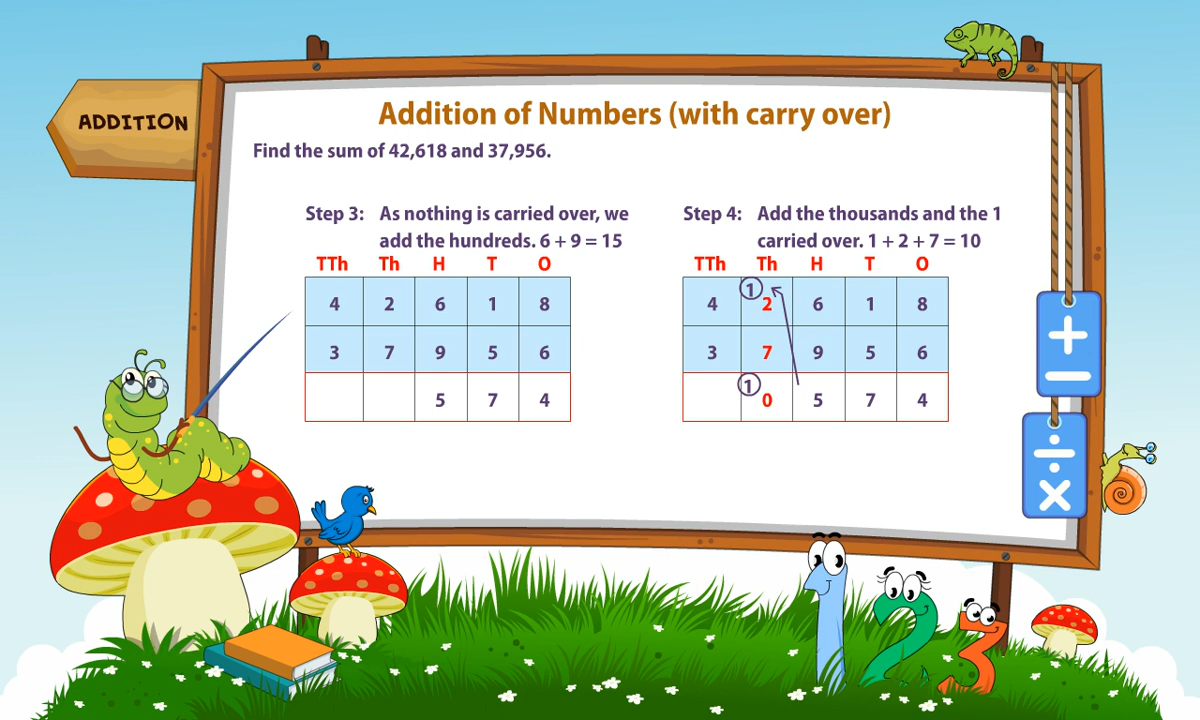 ADDITION
Addition of Numbers (with carry over)
Find the sum of 42,618 and 37,956.
Step 3: As nothing is carried over, we
add the hundreds. 6 + 9 = 15
TTh Th H T O
4 2 6 1 8
3 7 9 5 6
5 7 4
Step 4: Add the thousands and the 1
carried over. 1 + 2 + 7 = 10
TTh Th H T O
4 1 2 6 1 8
3 7 9 5 6
1 0 5 7 4
+
−
÷
×
1 2 3